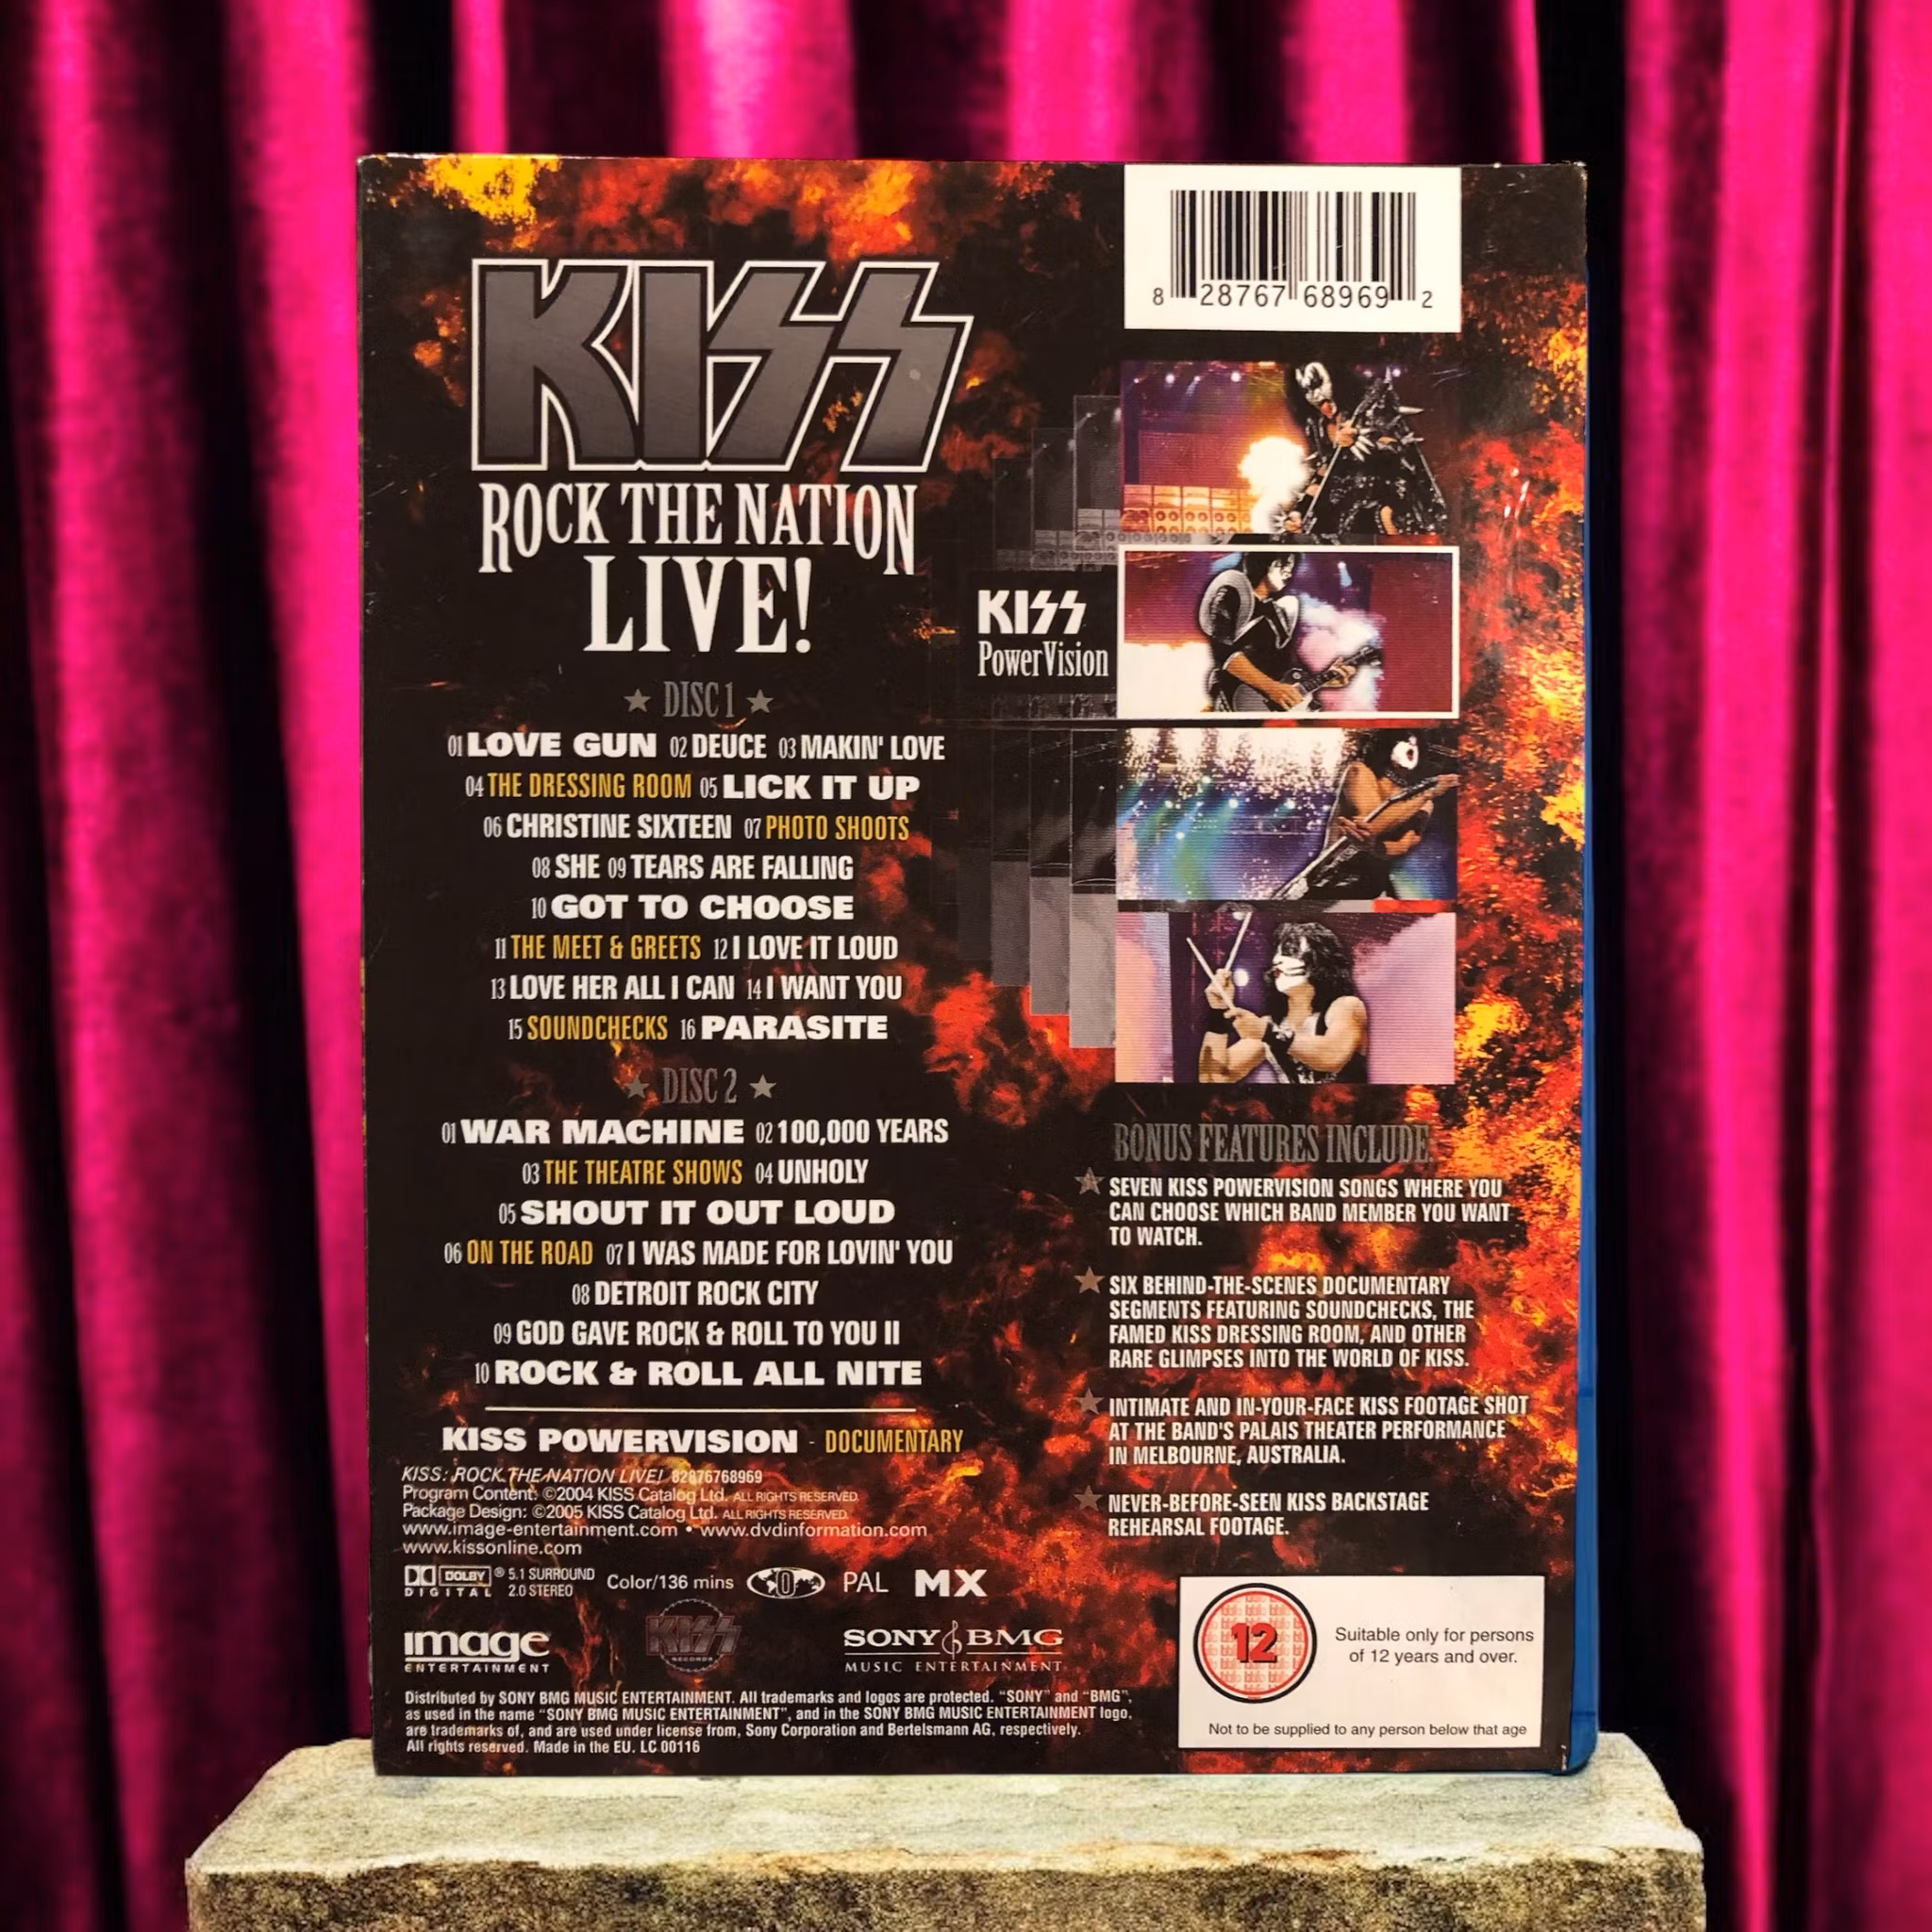 8 28767 68969 2
KISS
ROCK THE NATION
LIVE!
KISS
PowerVision
★ DISC 1 ★
01 LOVE GUN 02 DEUCE 03 MAKIN' LOVE
04 THE DRESSING ROOM 05 LICK IT UP
06 CHRISTINE SIXTEEN 07 PHOTO SHOOTS
08 SHE 09 TEARS ARE FALLING
10 GOT TO CHOOSE
11 THE MEET & GREETS 12 I LOVE IT LOUD
13 LOVE HER ALL I CAN 14 I WANT YOU
15 SOUNDCHECKS 16 PARASITE
★ DISC 2 ★
01 WAR MACHINE 02 100,000 YEARS
03 THE THEATRE SHOWS 04 UNHOLY
05 SHOUT IT OUT LOUD
06 ON THE ROAD 07 I WAS MADE FOR LOVIN' YOU
08 DETROIT ROCK CITY
09 GOD GAVE ROCK & ROLL TO YOU II
10 ROCK & ROLL ALL NITE
KISS POWERVISION - DOCUMENTARY
KISS: ROCK THE NATION LIVE! 82876768969
Program Content: ©2004 KISS Catalog Ltd. ALL RIGHTS RESERVED.
Package Design: ©2005 KISS Catalog Ltd. ALL RIGHTS RESERVED.
www.image-entertainment.com • www.dvdinformation.com
www.kissonline.com
DOLBY ® 5.1 SURROUND
DIGITAL 2.0 STEREO
Color/136 mins 0 PAL MX
image
ENTERTAINMENT
KISS
RECORDS
SONY BMG
MUSIC ENTERTAINMENT
Distributed by SONY BMG MUSIC ENTERTAINMENT. All trademarks and logos are protected. "SONY" and "BMG",
as used in the name "SONY BMG MUSIC ENTERTAINMENT", and in the SONY BMG MUSIC ENTERTAINMENT logo,
are trademarks of, and are used under license from, Sony Corporation and Bertelsmann AG, respectively.
All rights reserved. Made in the EU. LC 00116
BONUS FEATURES INCLUDE:
★ SEVEN KISS POWERVISION SONGS WHERE YOU
CAN CHOOSE WHICH BAND MEMBER YOU WANT
TO WATCH.
★ SIX BEHIND-THE-SCENES DOCUMENTARY
SEGMENTS FEATURING SOUNDCHECKS, THE
FAMED KISS DRESSING ROOM, AND OTHER
RARE GLIMPSES INTO THE WORLD OF KISS.
★ INTIMATE AND IN-YOUR-FACE KISS FOOTAGE SHOT
AT THE BAND'S PALAIS THEATER PERFORMANCE
IN MELBOURNE, AUSTRALIA.
★ NEVER-BEFORE-SEEN KISS BACKSTAGE
REHEARSAL FOOTAGE.
12
Suitable only for persons
of 12 years and over.
Not to be supplied to any person below that age